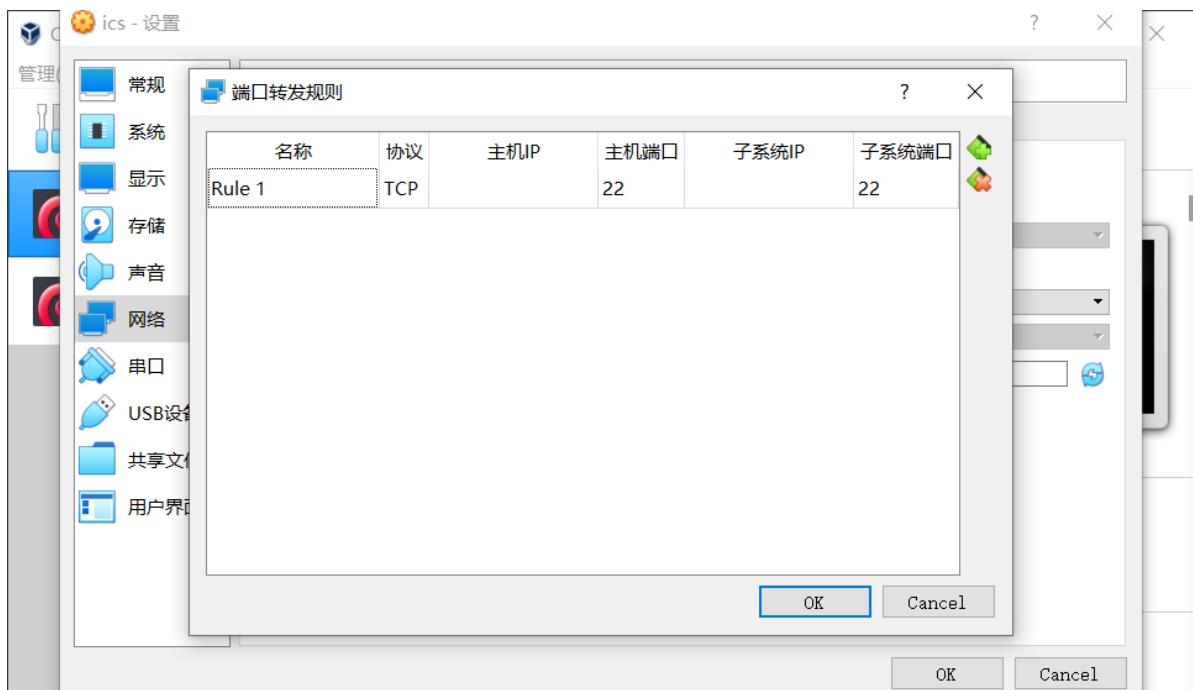 ics - 设置
管理(
常规
端口转发规则
系统
名称 协议 主机IP 主机端口 子系统IP 子系统端口
显示
Rule 1 TCP 22 22
存储
声音
网络
串口
USB设备
共享文件
用户界面
OK Cancel
OK Cancel